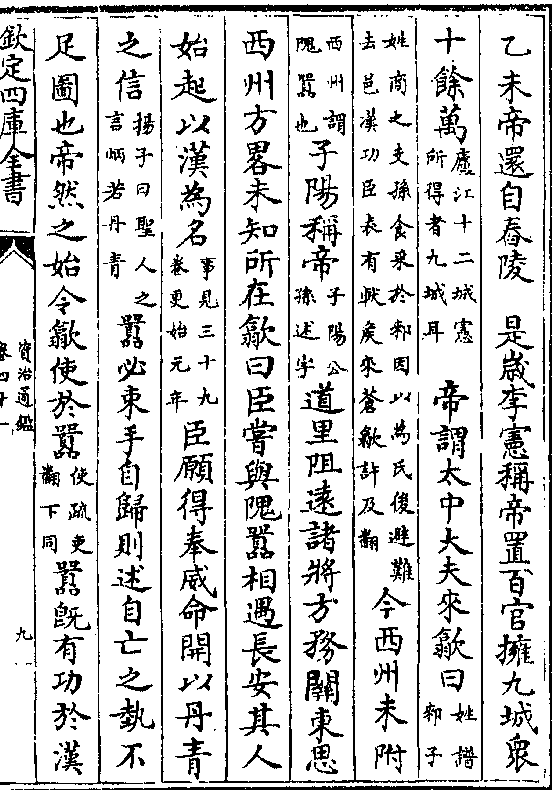 乙未帝還自舂陵　是嵗李憲稱帝置百官擁九城衆
十餘萬廬江十二城憲所得者九城耳　帝謂太中大夫來歙曰姓譜郲子
姓商之支孫食采於郲因以為氏後避難去邑漢功臣表有軑矦來蒼歙許及翻今西州未附
西州謂隗嚻也子陽稱帝子陽公孫述字道里阻遠諸將方務關東思
西州方畧未知所在歙曰臣嘗與隗嚻相遇長安其人
始起以漢為名事見三十九卷更始元年臣願得奉威命開以丹青
之信揚子曰聖人之言炳若丹青嚻必束手自歸則述自亡之埶不
足圖也帝然之始令歙使於嚻使疏吏翻下同嚻既有功於漢
欽定四庫全書
資治通鑑
卷四十一
九